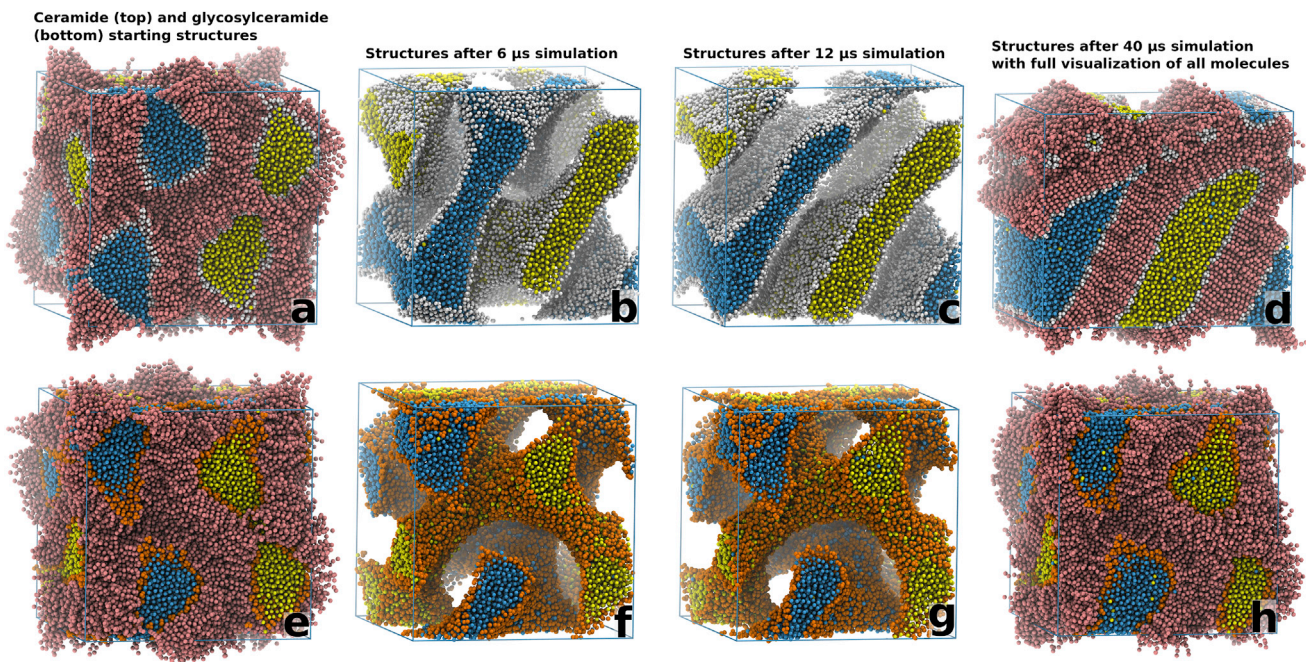 Ceramide (top) and glycosylceramide
(bottom) starting structures
Structures after 6 μs simulation
Structures after 12 μs simulation
Structures after 40 μs simulation
with full visualization of all molecules
a
b
c
d
e
f
g
h